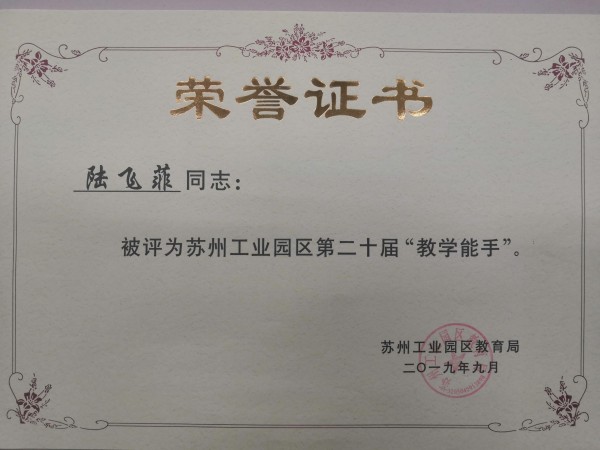 荣誉证书
陆飞菲同志：
被评为苏州工业园区第二十届“教学能手”。
苏州工业园区教育局
二〇一九年九月